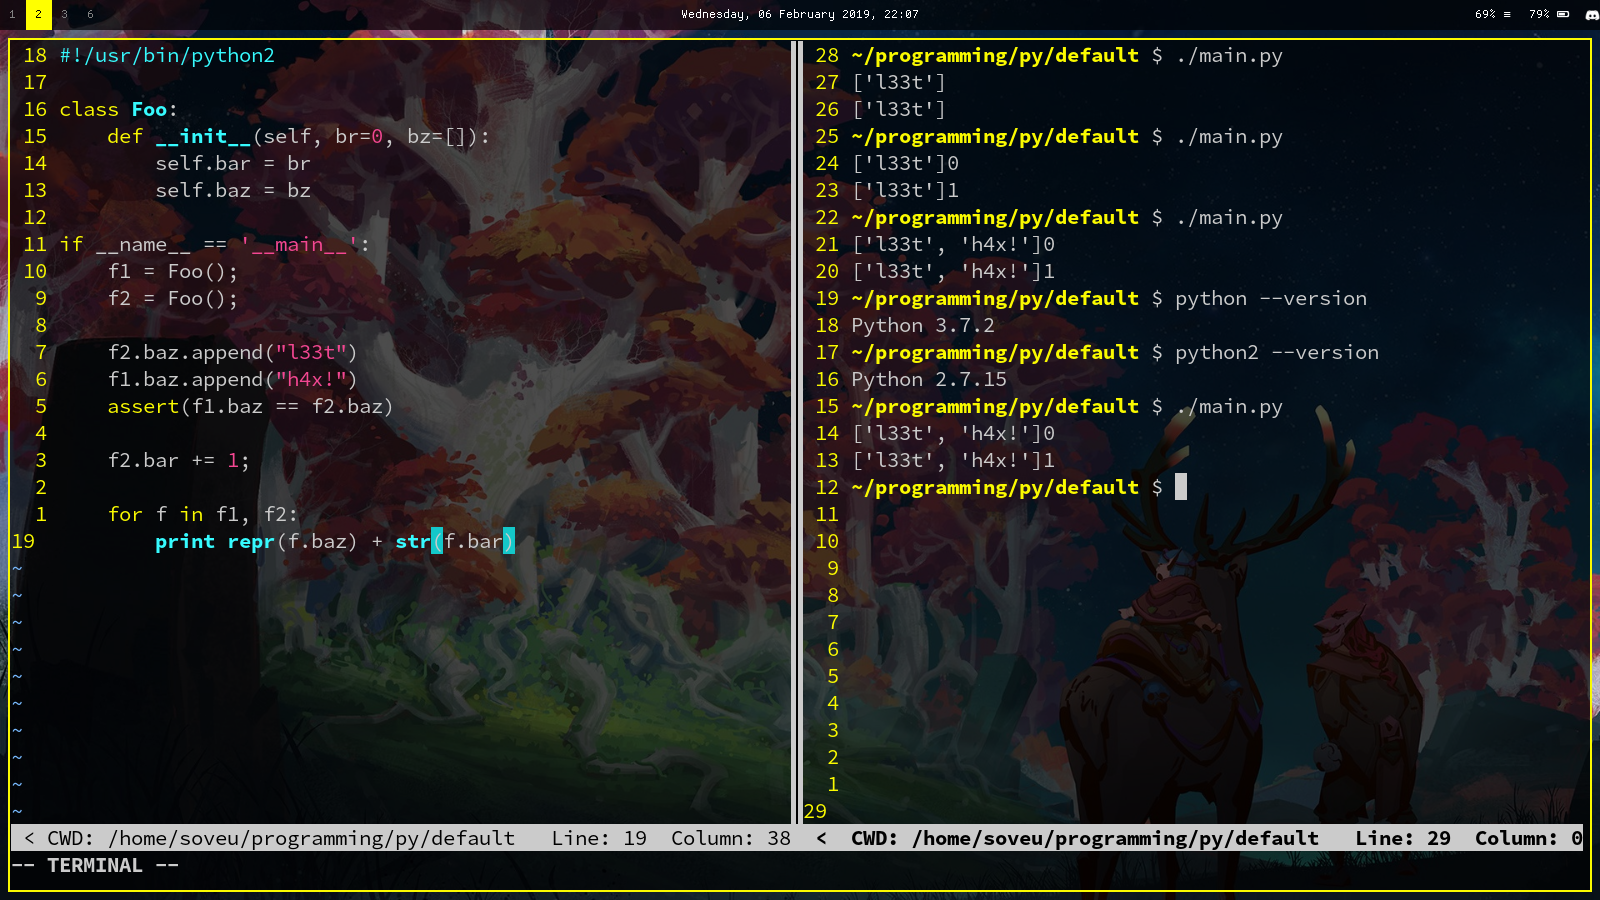 1 2 3 6 Wednesday, 06 February 2019, 22:07 69% 79%
18 #!/usr/bin/python2
17
16 class Foo:
15     def __init__(self, br=0, bz=[]):
14         self.bar = br
13         self.baz = bz
12
11 if __name__ == '__main__':
10     f1 = Foo();
9     f2 = Foo();
8
7     f2.baz.append("l33t")
6     f1.baz.append("h4x!")
5     assert(f1.baz == f2.baz)
4
3     f2.bar += 1;
2
1     for f in f1, f2:
19         print repr(f.baz) + str(f.bar)
~
~
~
~
~
~
~
~
~
~
< CWD: /home/soveu/programming/py/default   Line: 19  Column: 38
28 ~/programming/py/default $ ./main.py
27 ['l33t']
26 ['l33t']
25 ~/programming/py/default $ ./main.py
24 ['l33t']0
23 ['l33t']1
22 ~/programming/py/default $ ./main.py
21 ['l33t', 'h4x!']0
20 ['l33t', 'h4x!']1
19 ~/programming/py/default $ python --version
18 Python 3.7.2
17 ~/programming/py/default $ python2 --version
16 Python 2.7.15
15 ~/programming/py/default $ ./main.py
14 ['l33t', 'h4x!']0
13 ['l33t', 'h4x!']1
12 ~/programming/py/default $
11
10
9
8
7
6
5
4
3
2
1
29
< CWD: /home/soveu/programming/py/default   Line: 29  Column: 0
-- TERMINAL --